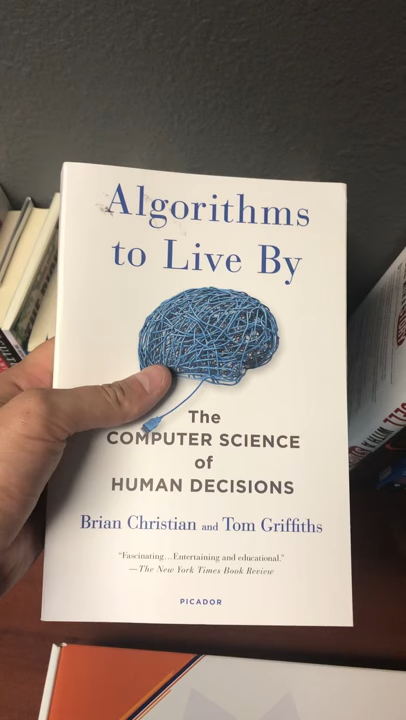 Algorithms
to Live By
The
COMPUTER SCIENCE
of
HUMAN DECISIONS
Brian Christian and Tom Griffiths
“Fascinating…Entertaining and educational.”
—The New York Times Book Review
PICADOR